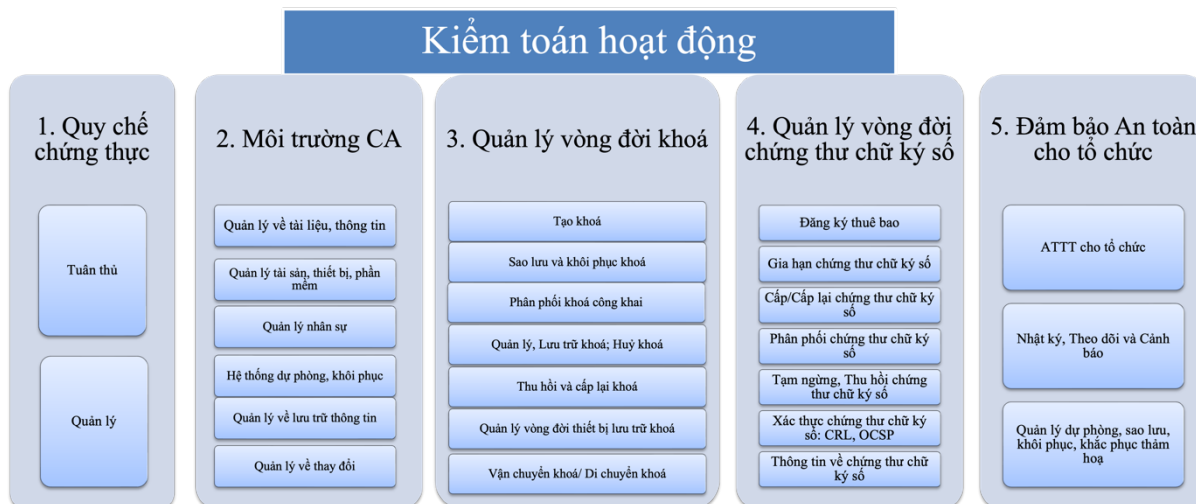 Kiểm toán hoạt động
1. Quy chế
chứng thực
Tuân thủ
Quản lý
2. Môi trường CA
Quản lý về tài liệu, thông tin
Quản lý tài sản, thiết bị, phần
mềm
Quản lý nhân sự
Hệ thống dự phòng, khôi phục
Quản lý về lưu trữ thông tin
Quản lý về thay đổi
3. Quản lý vòng đời khoá
Tạo khoá
Sao lưu và khôi phục khoá
Phân phối khoá công khai
Quản lý, Lưu trữ khoá; Huỷ khoá
Thu hồi và cấp lại khoá
Quản lý vòng đời thiết bị lưu trữ khoá
Vận chuyển khoá/ Di chuyển khoá
4. Quản lý vòng đời
chứng thư chữ ký số
Đăng ký thuê bao
Gia hạn chứng thư chữ ký số
Cấp/Cấp lại chứng thư chữ ký
số
Phân phối chứng thư chữ ký
số
Tạm ngừng, Thu hồi chứng
thư chữ ký số
Xác thực chứng thư chữ ký
số: CRL, OCSP
Thông tin về chứng thư chữ
ký số
5. Đảm bảo An toàn
cho tổ chức
ATTT cho tổ chức
Nhật ký, Theo dõi và Cảnh
báo
Quản lý dự phòng, sao lưu,
khôi phục, khắc phục thảm
hoạ